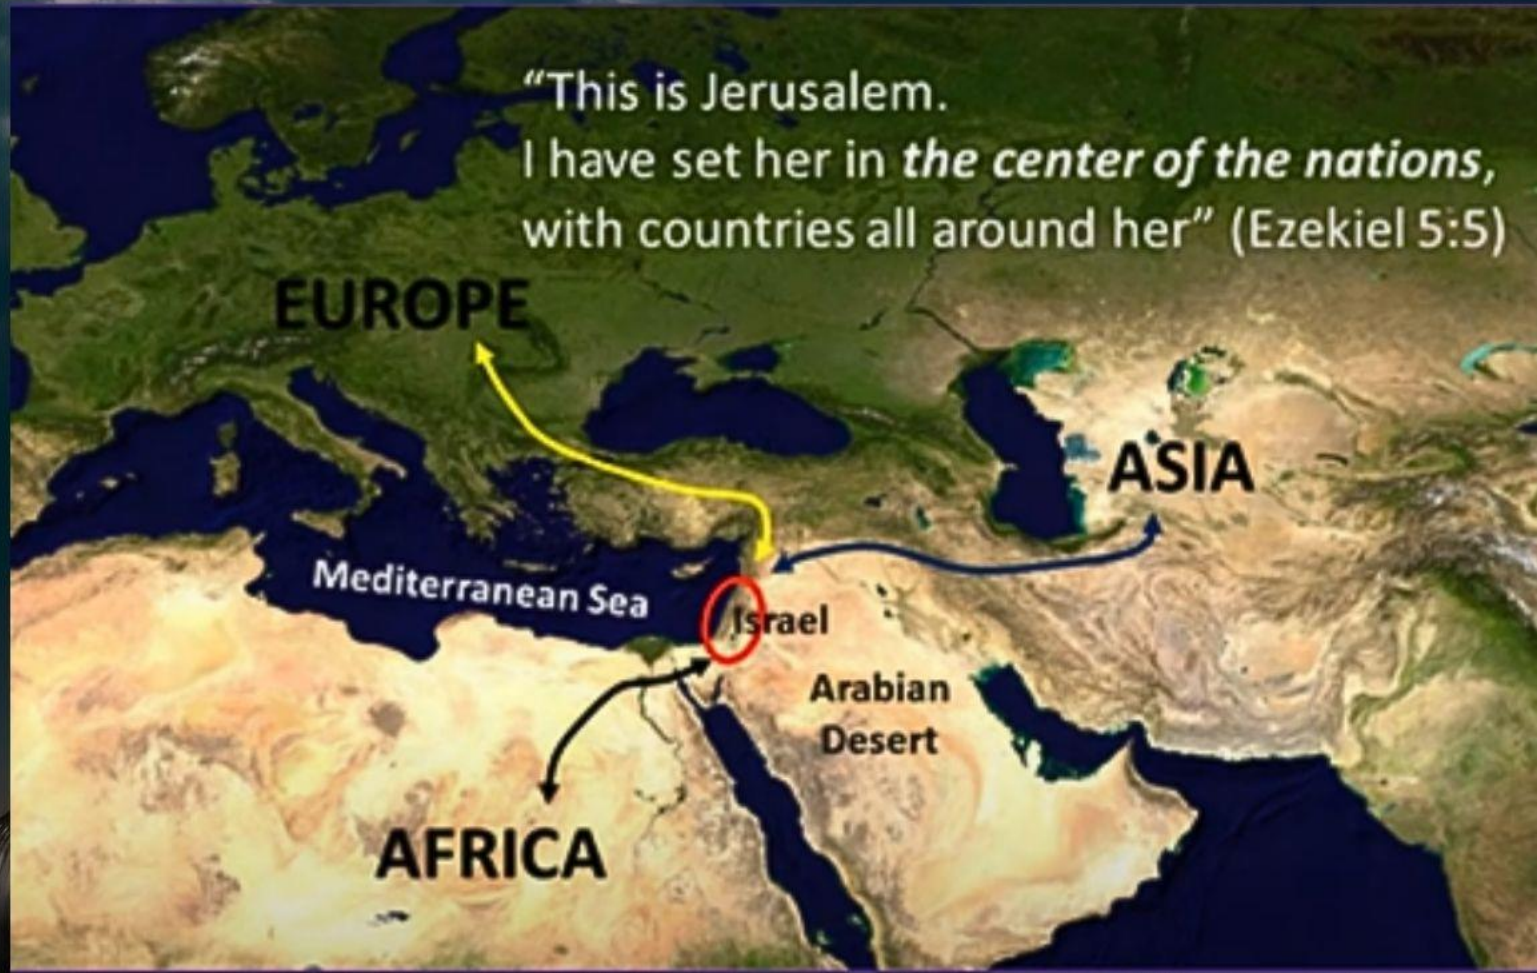 “This is Jerusalem.
I have set her in the center of the nations,
with countries all around her” (Ezekiel 5:5)
EUROPE
ASIA
Mediterranean Sea
Israel
Arabian
Desert
AFRICA